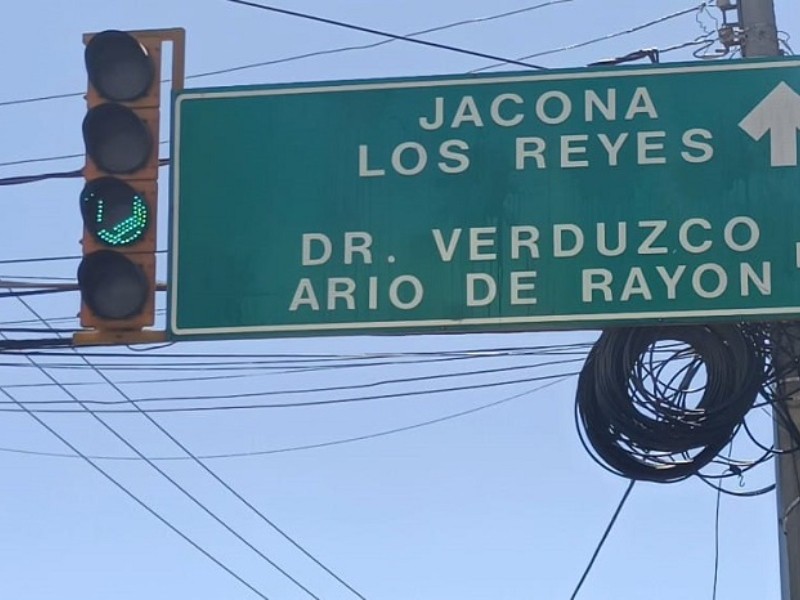 JACONA
LOS REYES
DR. VERDUZCO
ARIO DE RAYON